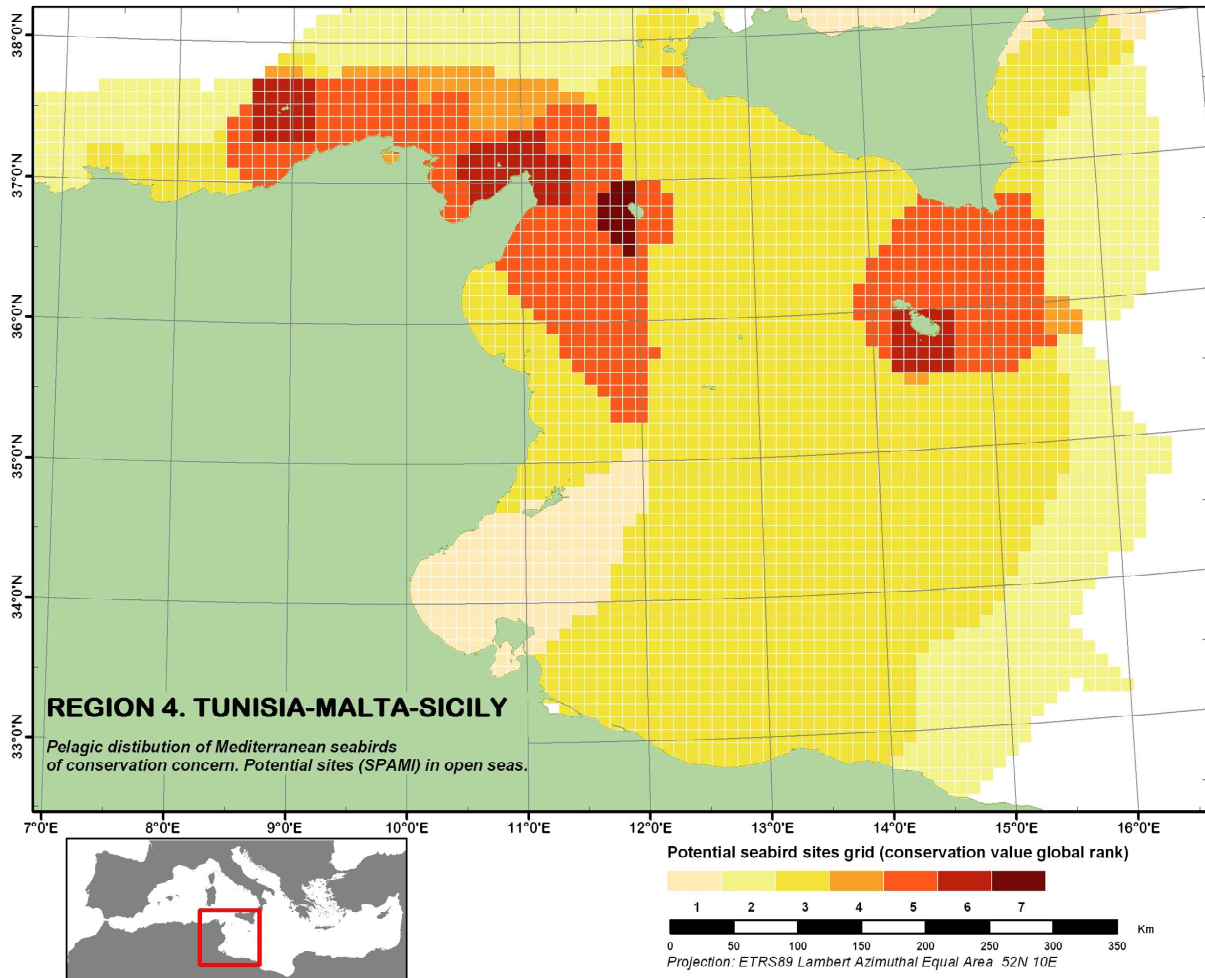 38°0'N
37°0'N
36°0'N
35°0'N
34°0'N
33°0'N
REGION 4. TUNISIA-MALTA-SICILY
Pelagic distibution of Mediterranean seabirds
of conservation concern. Potential sites (SPAMI) in open seas.
7°0'E 8°0'E 9°0'E 10°0'E 11°0'E 12°0'E 13°0'E 14°0'E 15°0'E 16°0'E
Potential seabird sites grid (conservation value global rank)
1 2 3 4 5 6 7
Km
0 50 100 150 200 250 300 350
Projection: ETRS89 Lambert Azimuthal Equal Area 52N 10E